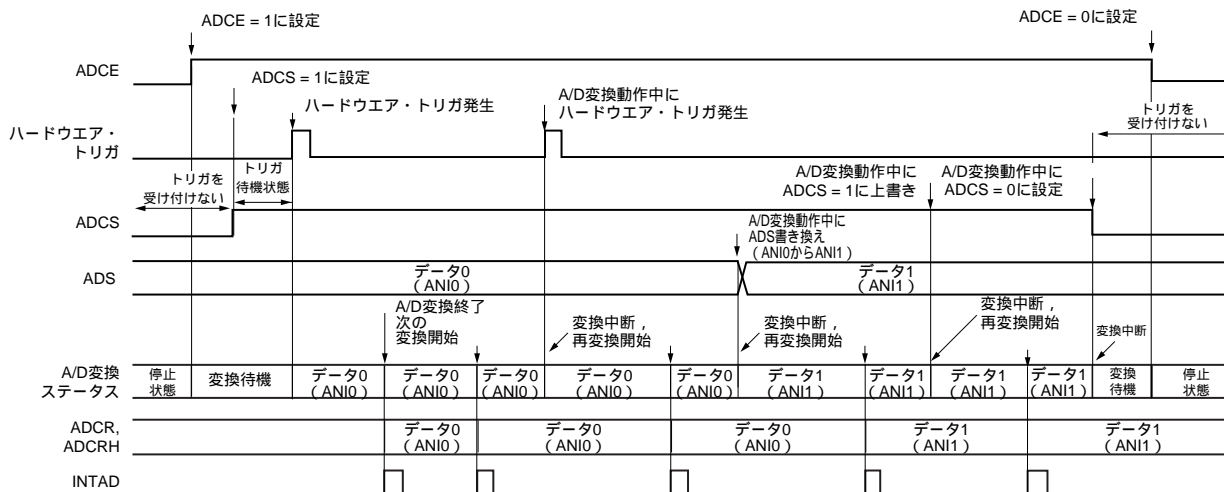 ADCE = 1に設定
ADCE = 0に設定
ADCE
ADCS = 1に設定
ハードウエア・トリガ発生
A/D変換動作中に
ハードウエア・トリガ発生
トリガを
受け付けない
ハードウエア・
トリガ
トリガを
受け付けない
トリガ
待機状態
A/D変換動作中に
ADCS = 1に上書き
A/D変換動作中に
ADCS = 0に設定
ADCS
A/D変換動作中に
ADS書き換え
（ANI0からANI1）
ADS
データ0
（ANI0）
データ1
（ANI1）
A/D変換終了
次の
変換開始
変換中断，
再変換開始
変換中断，
再変換開始
変換中断，
再変換開始
変換中断
A/D変換
ステータス
停止
状態
変換待機
データ0
（ANI0）
データ0
（ANI0）
データ0
（ANI0）
データ0
（ANI0）
データ0
（ANI0）
データ1
（ANI1）
データ1
（ANI1）
データ1
（ANI1）
データ1
（ANI1）
変換
待機
停止
状態
ADCR,
ADCRH
データ0
（ANI0）
データ0
（ANI0）
データ0
（ANI0）
データ1
（ANI1）
データ1
（ANI1）
INTAD